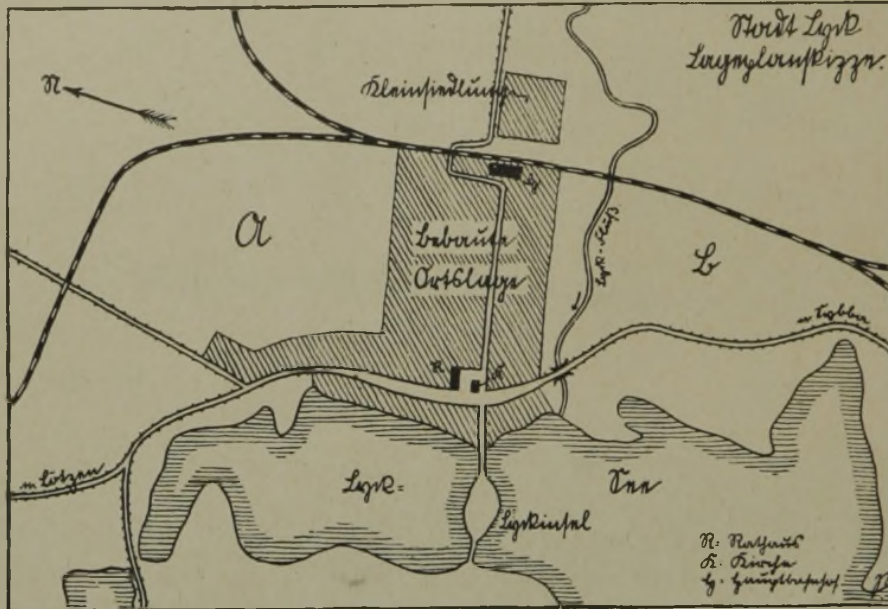 Stadt Lyck
Lageplanskizze.
N
Kleinsiedlung
H
A
Bebaute
Ortslage
Lyck-Fluß
B
n Sybba
R
K
n Lötzen
Lyck-
See
Lyckinsel
R= Rathaus
K. Kirche
H. Hauptbahnhof